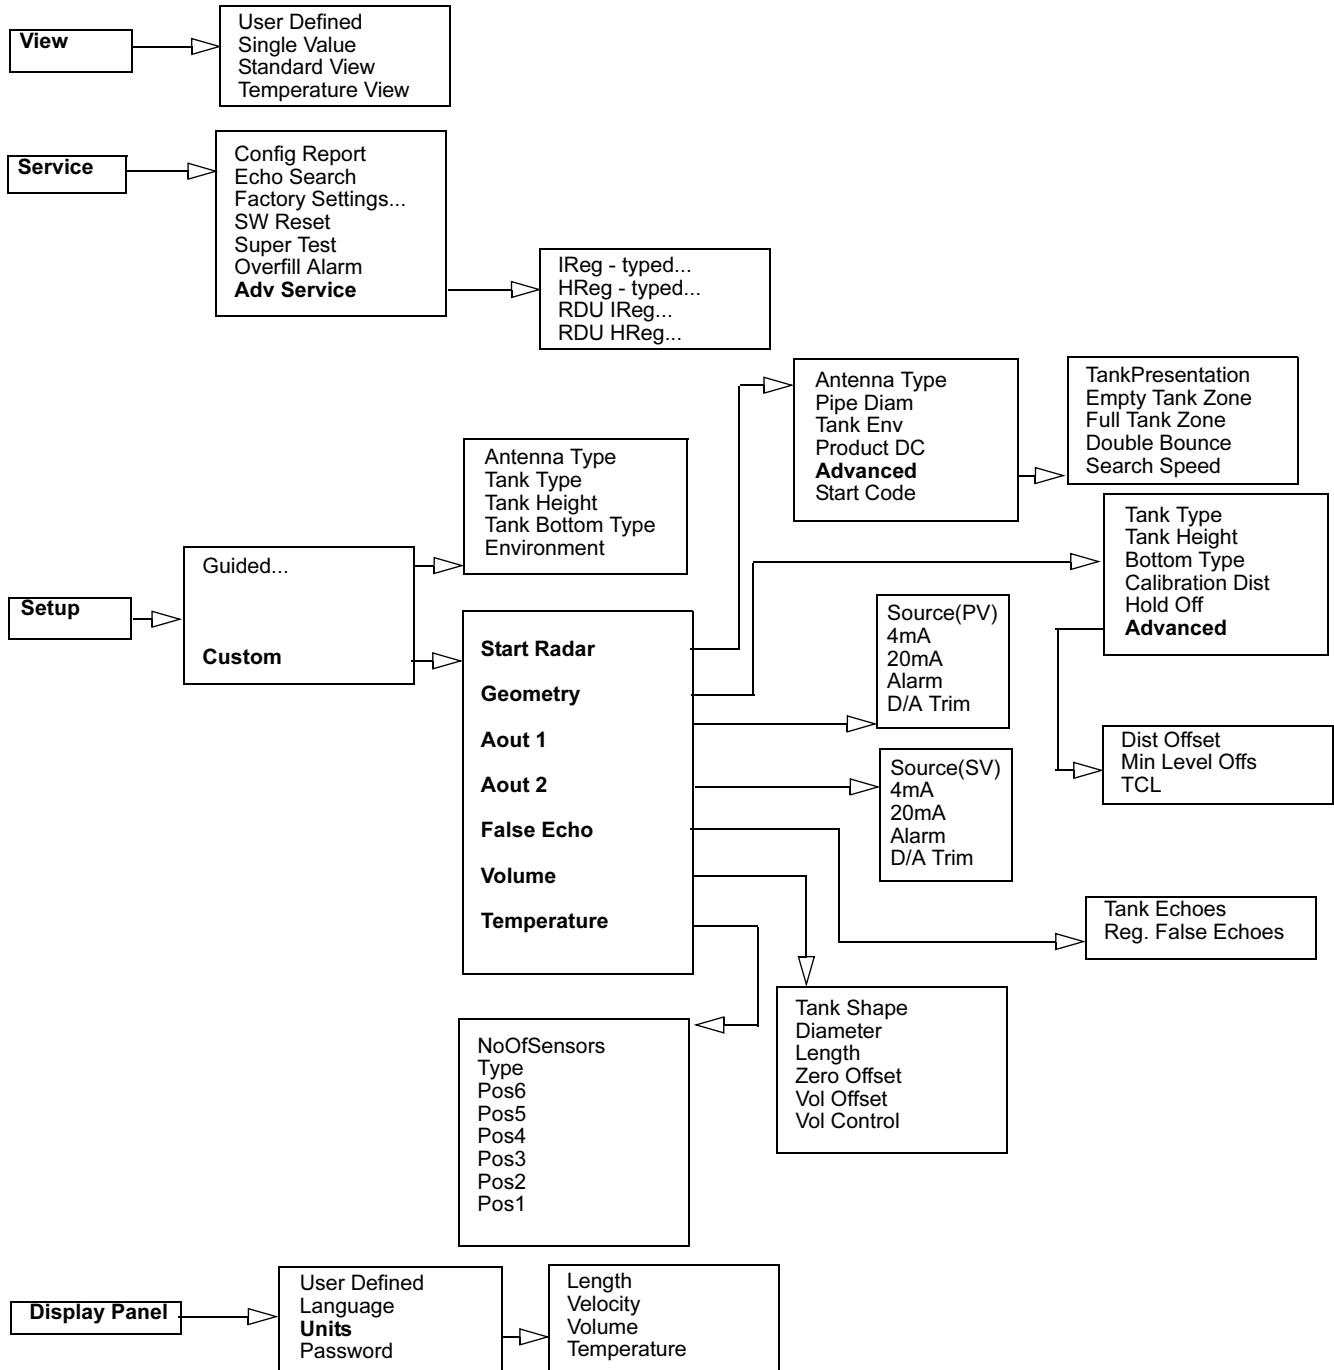 View
User Defined
Single Value
Standard View
Temperature View
Service
Config Report
Echo Search
Factory Settings...
SW Reset
Super Test
Overfill Alarm
Adv Service
IReg - typed...
HReg - typed...
RDU IReg...
RDU HReg...
Setup
Guided...
Custom
Antenna Type
Tank Type
Tank Height
Tank Bottom Type
Environment
Start Radar
Geometry
Aout 1
Aout 2
False Echo
Volume
Temperature
Antenna Type
Pipe Diam
Tank Env
Product DC
Advanced
Start Code
TankPresentation
Empty Tank Zone
Full Tank Zone
Double Bounce
Search Speed
Tank Type
Tank Height
Bottom Type
Calibration Dist
Hold Off
Advanced
Dist Offset
Min Level Offs
TCL
Source(PV)
4mA
20mA
Alarm
D/A Trim
Source(SV)
4mA
20mA
Alarm
D/A Trim
Tank Echoes
Reg. False Echoes
Tank Shape
Diameter
Length
Zero Offset
Vol Offset
Vol Control
NoOfSensors
Type
Pos6
Pos5
Pos4
Pos3
Pos2
Pos1
Display Panel
User Defined
Language
Units
Password
Length
Velocity
Volume
Temperature